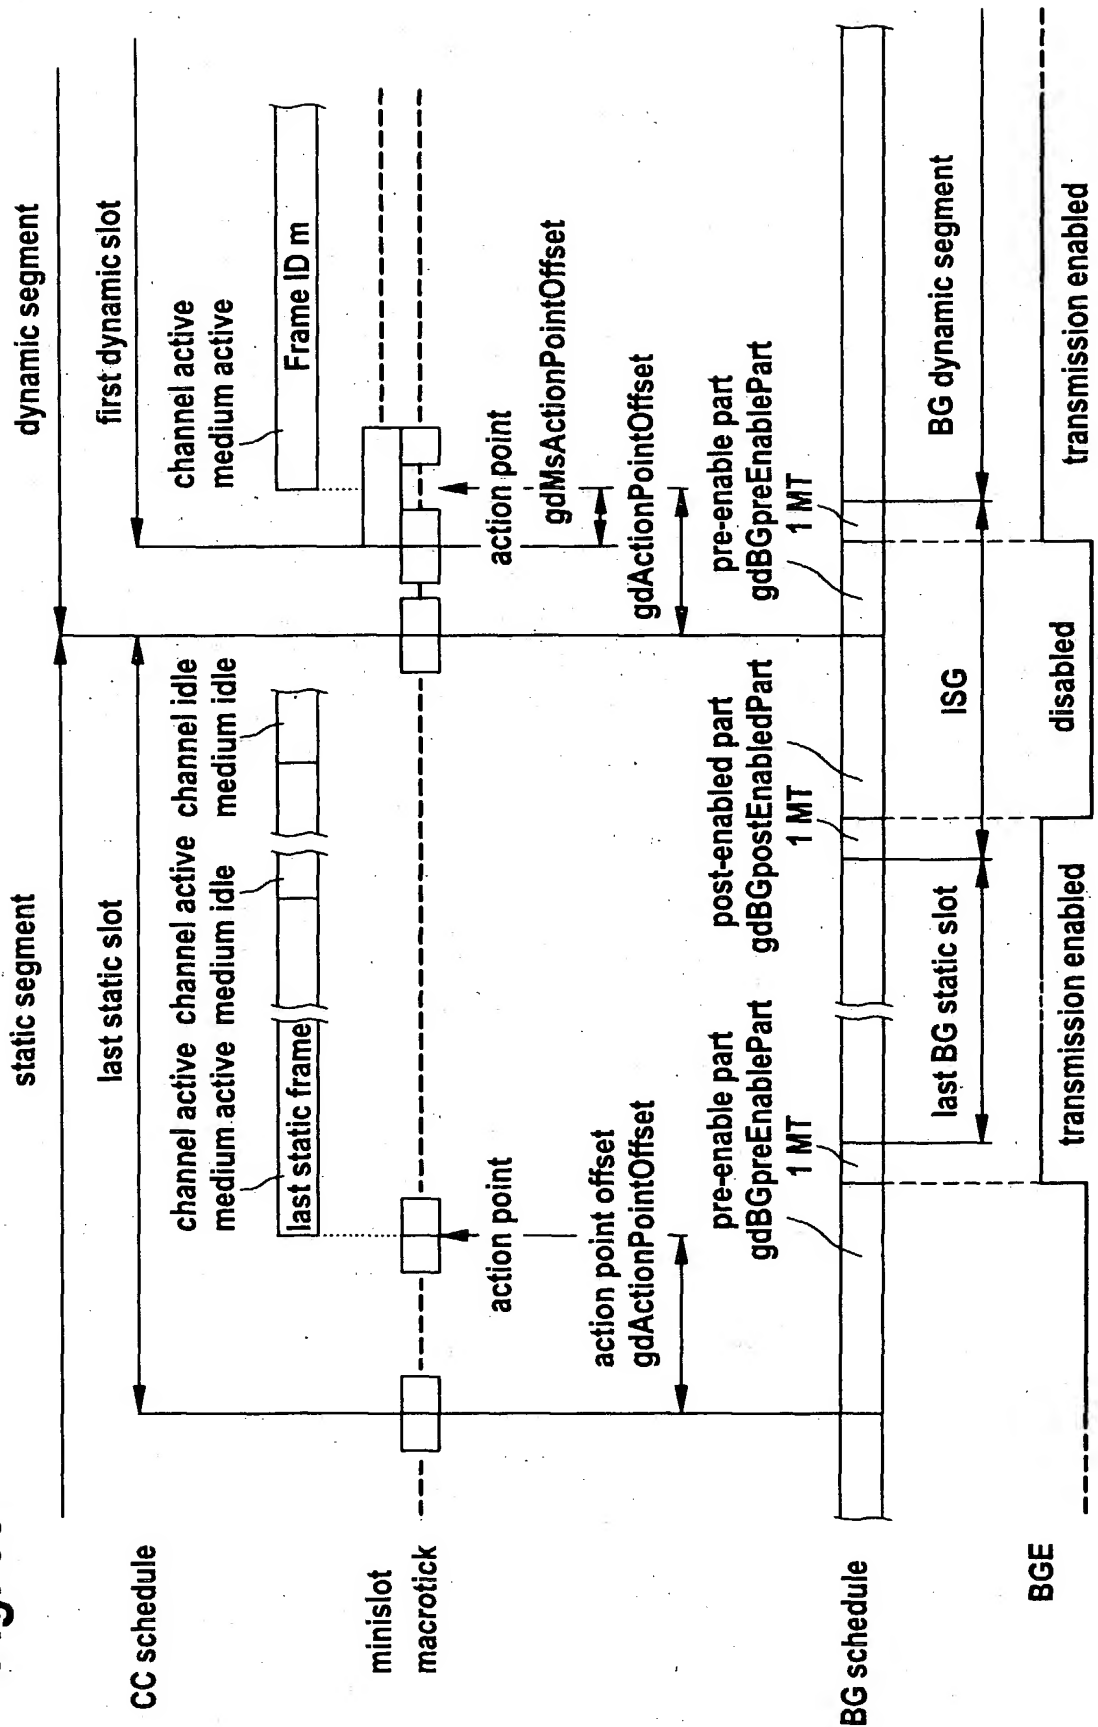 static segment
dynamic segment
CC schedule
last static slot
first dynamic slot
channel active channel active channel idle
medium active medium idle medium idle
channel active
medium active
last static frame
Frame ID m
minislot
macrotick
action point
action point
gdMsActionPointOffset
action point offset
gdActionPointOffset
gdActionPointOffset
pre-enable part
gdBGpreEnablePart
1 MT
post-enabled part
gdBGpostEnabledPart
1 MT
pre-enable part
gdBGpreEnablePart
1 MT
BG schedule
last BG static slot
ISG
BG dynamic segment
BGE
transmission enabled
disabled
transmission enabled